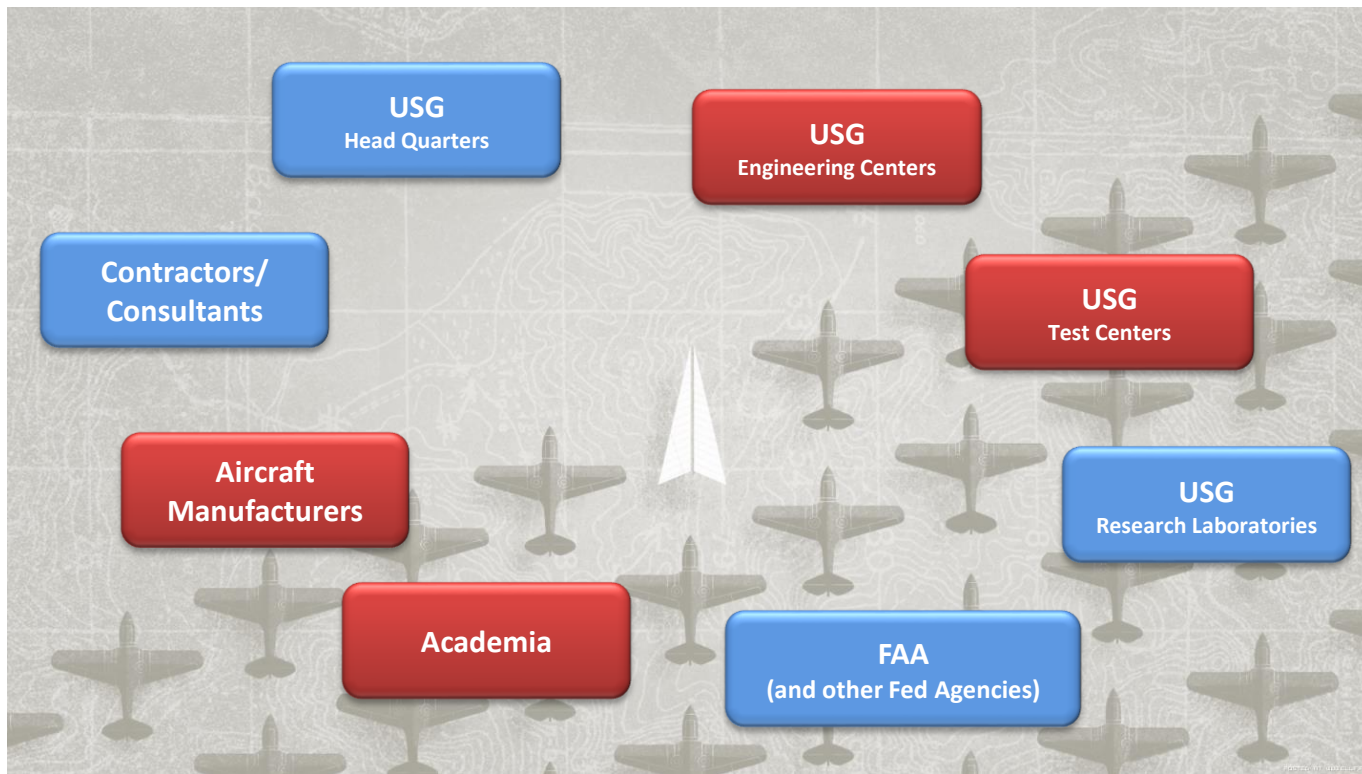 USG
Head Quarters
USG
Engineering Centers
Contractors/
Consultants
USG
Test Centers
Aircraft
Manufacturers
USG
Research Laboratories
Academia
FAA
(and other Fed Agencies)